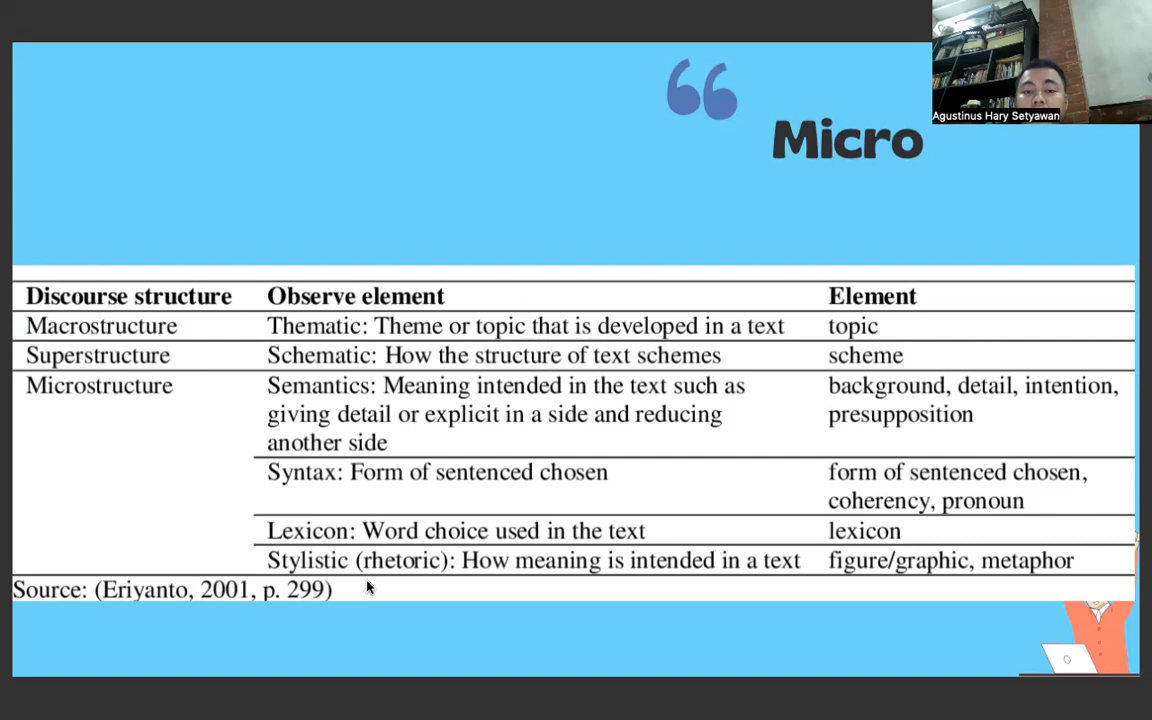 Agustinus Hary Setyawan
Micro
Discourse structure Observe element Element
Macrostructure Thematic: Theme or topic that is developed in a text topic
Superstructure Schematic: How the structure of text schemes scheme
Microstructure Semantics: Meaning intended in the text such as background, detail, intention,
giving detail or explicit in a side and reducing presupposition
another side
Syntax: Form of sentenced chosen form of sentenced chosen,
coherency, pronoun
Lexicon: Word choice used in the text lexicon
Stylistic (rhetoric): How meaning is intended in a text figure/graphic, metaphor
Source: (Eriyanto, 2001, p. 299)